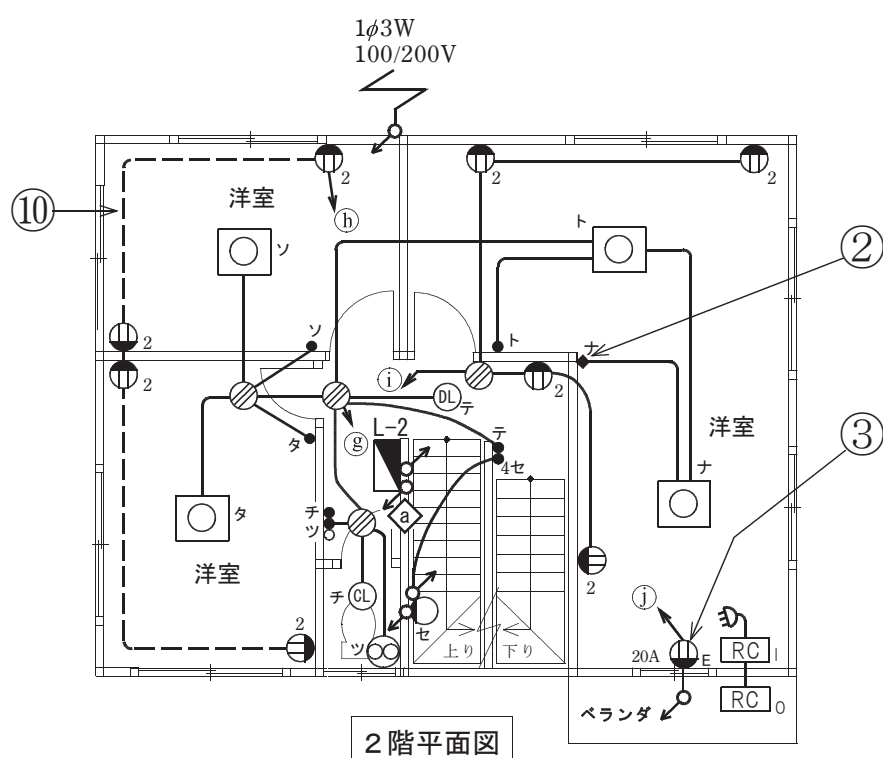 1φ3W
100/200V
2
2
2
⑩
洋室
ⓗ
ト
②
ソ
ソ
ト
ナ
2
2
ⓘ
DL
テ
2
ⓖ
L-2
テ
洋室
③
タ
4セ
ナ
a
タ
チ
ツ
洋室
チ
CL
2
ⓙ
2
セ
ツ
上り
下り
20A
E
RC
I
RC
O
ベランダ
2階平面図